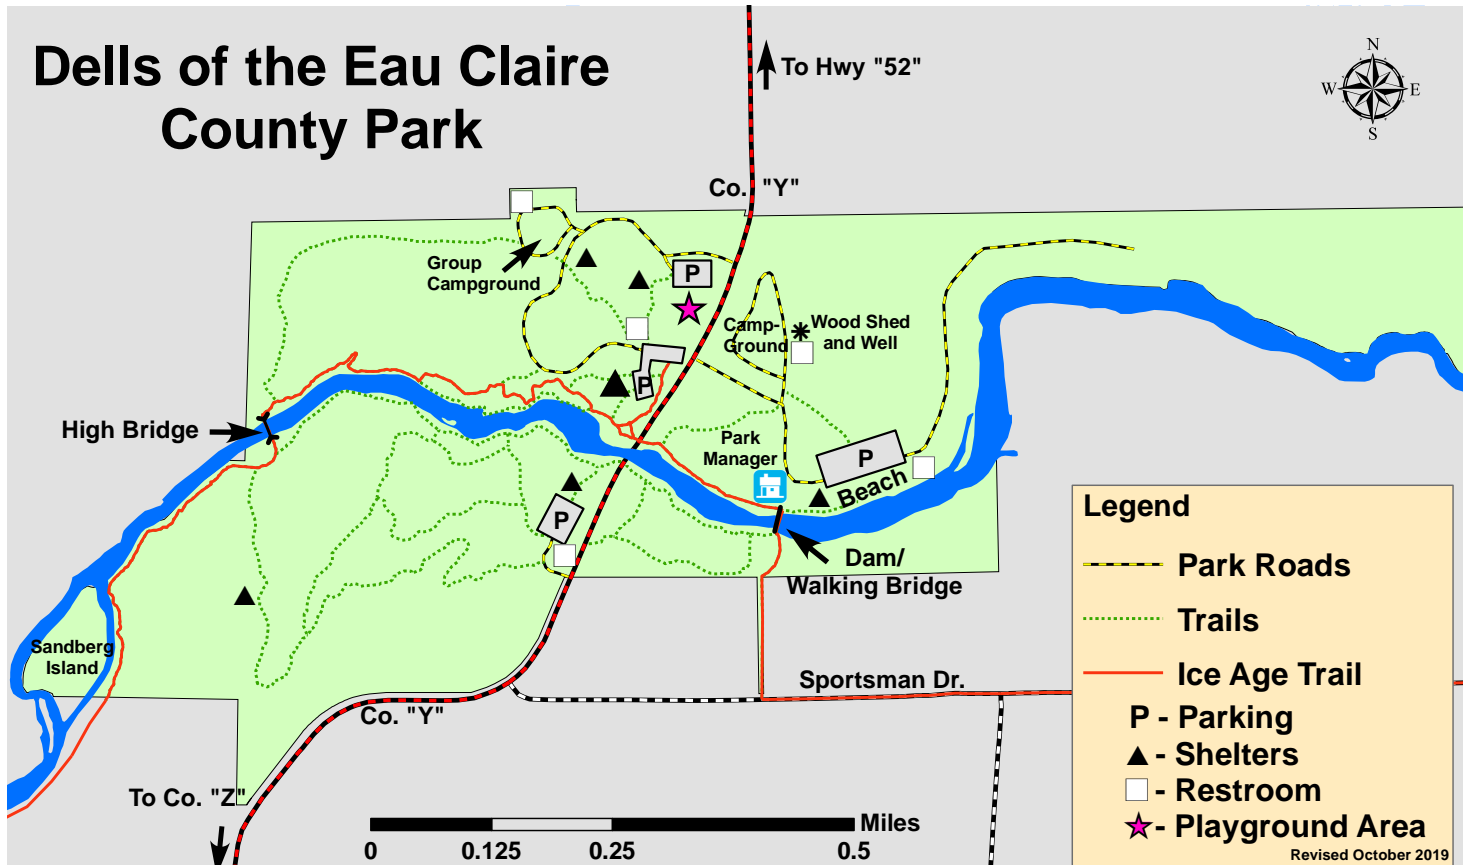 Dells of the Eau Claire
County Park
To Hwy "52"
N
W
E
S
Co. "Y"
Group
Campground
P
Camp-
Ground
Wood Shed
and Well
P
High Bridge
Park
Manager
P
Beach
P
Dam/
Walking Bridge
Sandberg
Island
Sportsman Dr.
Co. "Y"
To Co. "Z"
Miles
0
0.125
0.25
0.5
Legend
Park Roads
Trails
Ice Age Trail
P - Parking
- Shelters
- Restroom
- Playground Area
Revised October 2019